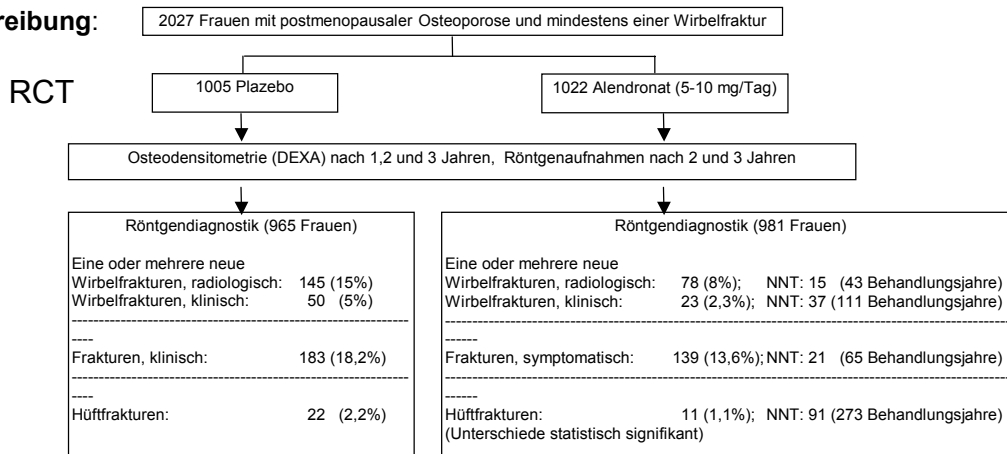 reibung:
2027 Frauen mit postmenopausaler Osteoporose und mindestens einer Wirbelfraktur
RCT
1005 Plazebo
1022 Alendronat (5-10 mg/Tag)
Osteodensitometrie (DEXA) nach 1,2 und 3 Jahren, Röntgenaufnahmen nach 2 und 3 Jahren
Röntgendiagnostik (965 Frauen)
Eine oder mehrere neue
Wirbelfrakturen, radiologisch: 145 (15%)
Wirbelfrakturen, klinisch: 50 (5%)
--------------------------------------------------------------------
----
Frakturen, klinisch: 183 (18,2%)
--------------------------------------------------------------------
----
Hüftfrakturen: 22 (2,2%)
Röntgendiagnostik (981 Frauen)
Eine oder mehrere neue
Wirbelfrakturen, radiologisch: 78 (8%); NNT: 15 (43 Behandlungsjahre)
Wirbelfrakturen, klinisch: 23 (2,3%); NNT: 37 (111 Behandlungsjahre)
--------------------------------------------------------------------
------
Frakturen, symptomatisch: 139 (13,6%); NNT: 21 (65 Behandlungsjahre)
--------------------------------------------------------------------
------
Hüftfrakturen: 11 (1,1%); NNT: 91 (273 Behandlungsjahre)
(Unterschiede statistisch signifikant)